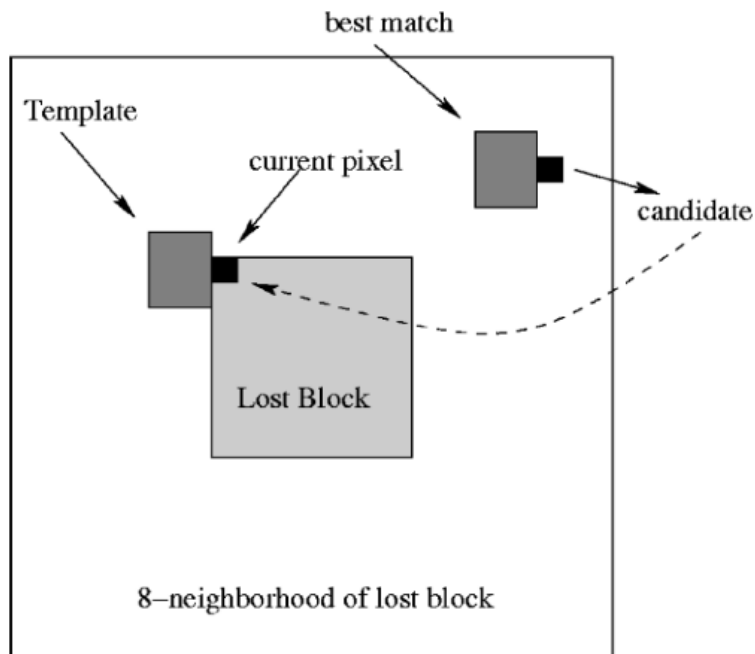 best match
Template
current pixel
candidate
Lost Block
8–neighborhood of lost block